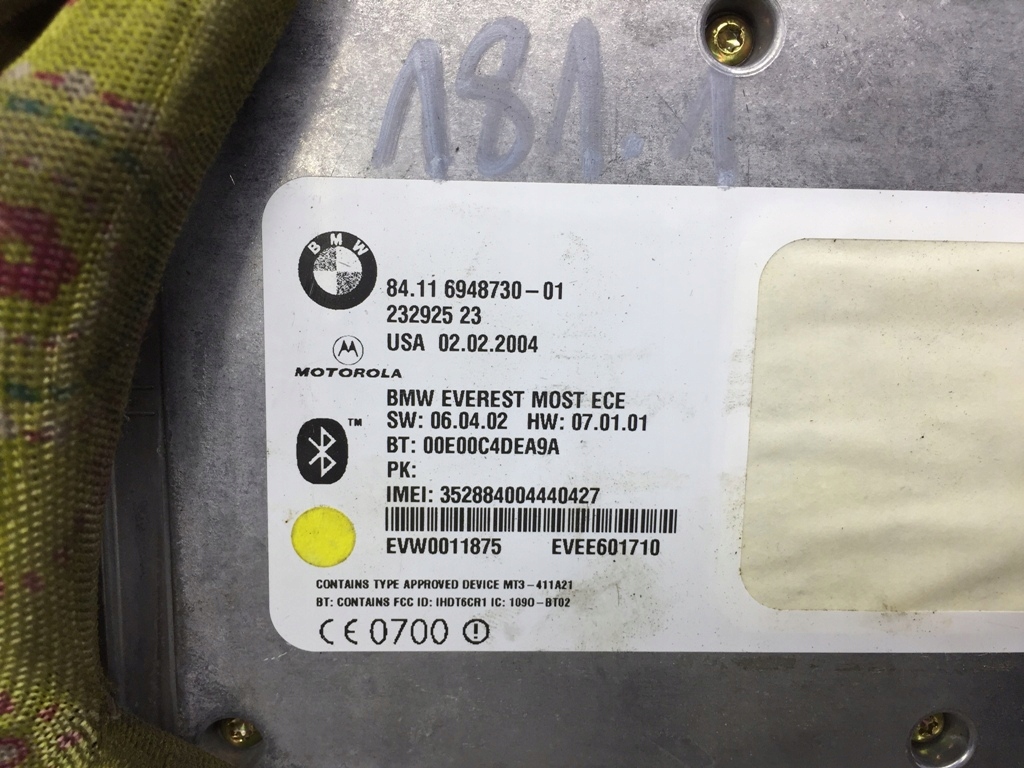 181.1
BMW
84.11 6948730-01
232925 23
USA 02.02.2004
MOTOROLA
BMW EVEREST MOST ECE
TM
SW: 06.04.02 HW: 07.01.01
BT: 00E00C4DEA9A
PK:
IMEI: 352884004440427
EVW0011875 EVEE601710
CONTAINS TYPE APPROVED DEVICE MT3-411A21
BT: CONTAINS FCC ID: IHDT6CR1 IC: 109O-BT02
CE 0700